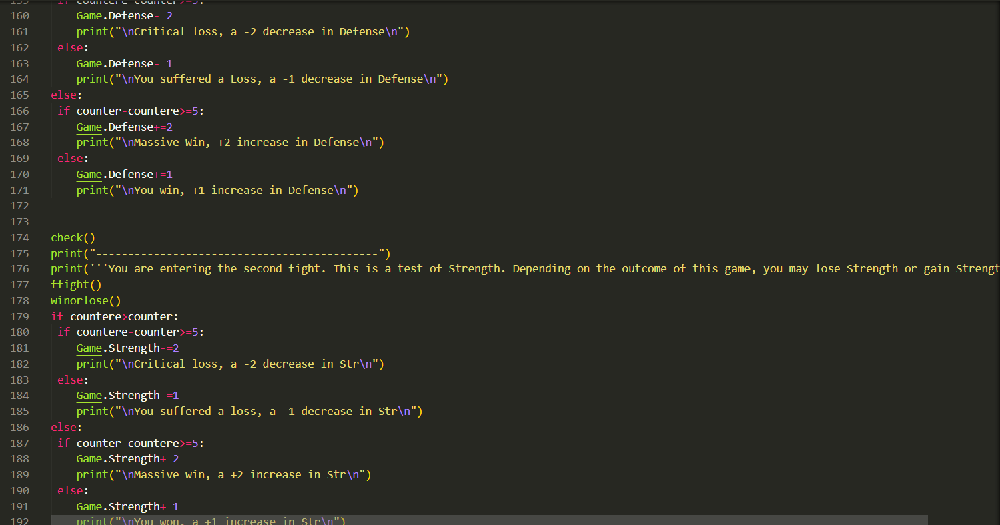 159 if countere-counter>=5:
160 Game.Defense-=2
161 print("\nCritical loss, a -2 decrease in Defense\n")
162 else:
163 Game.Defense-=1
164 print("\nYou suffered a Loss, a -1 decrease in Defense\n")
165 else:
166 if counter-countere>=5:
167 Game.Defense+=2
168 print("\nMassive Win, +2 increase in Defense\n")
169 else:
170 Game.Defense+=1
171 print("\nYou win, +1 increase in Defense\n")
172
173
174 check()
175 print("--------------------------------------------")
176 print('''You are entering the second fight. This is a test of Strength. Depending on the outcome of this game, you may lose Strength or gain Strengt
177 ffight()
178 winorlose()
179 if countere>counter:
180 if countere-counter>=5:
181 Game.Strength-=2
182 print("\nCritical loss, a -2 decrease in Str\n")
183 else:
184 Game.Strength-=1
185 print("\nYou suffered a loss, a -1 decrease in Str\n")
186 else:
187 if counter-countere>=5:
188 Game.Strength+=2
189 print("\nMassive win, a +2 increase in Str\n")
190 else:
191 Game.Strength+=1
192 print("\nYou won, a +1 increase in Str\n")